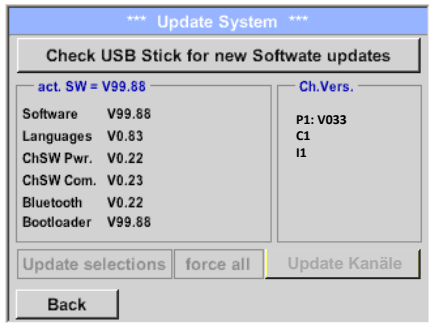 *** Update System ***
Check USB Stick for new Softwate updates
act. SW = V99.88
Software V99.88
Languages V0.83
ChSW Pwr. V0.22
ChSW Com. V0.23
Bluetooth V0.22
Bootloader V99.88
Ch.Vers.
P1: V033
C1
I1
Update selections
force all
Update Kanäle
Back